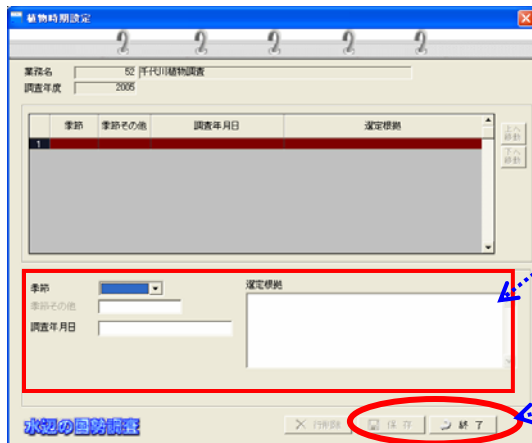 植物時期設定
業務名 52 千代川植物調査
調査年度 2005
季節 季節その他 調査年月日 選定根拠
上へ移動
1
下へ移動
季節 選定根拠
季節その他
調査年月日
水辺の国勢調査 行削除 保存 終了